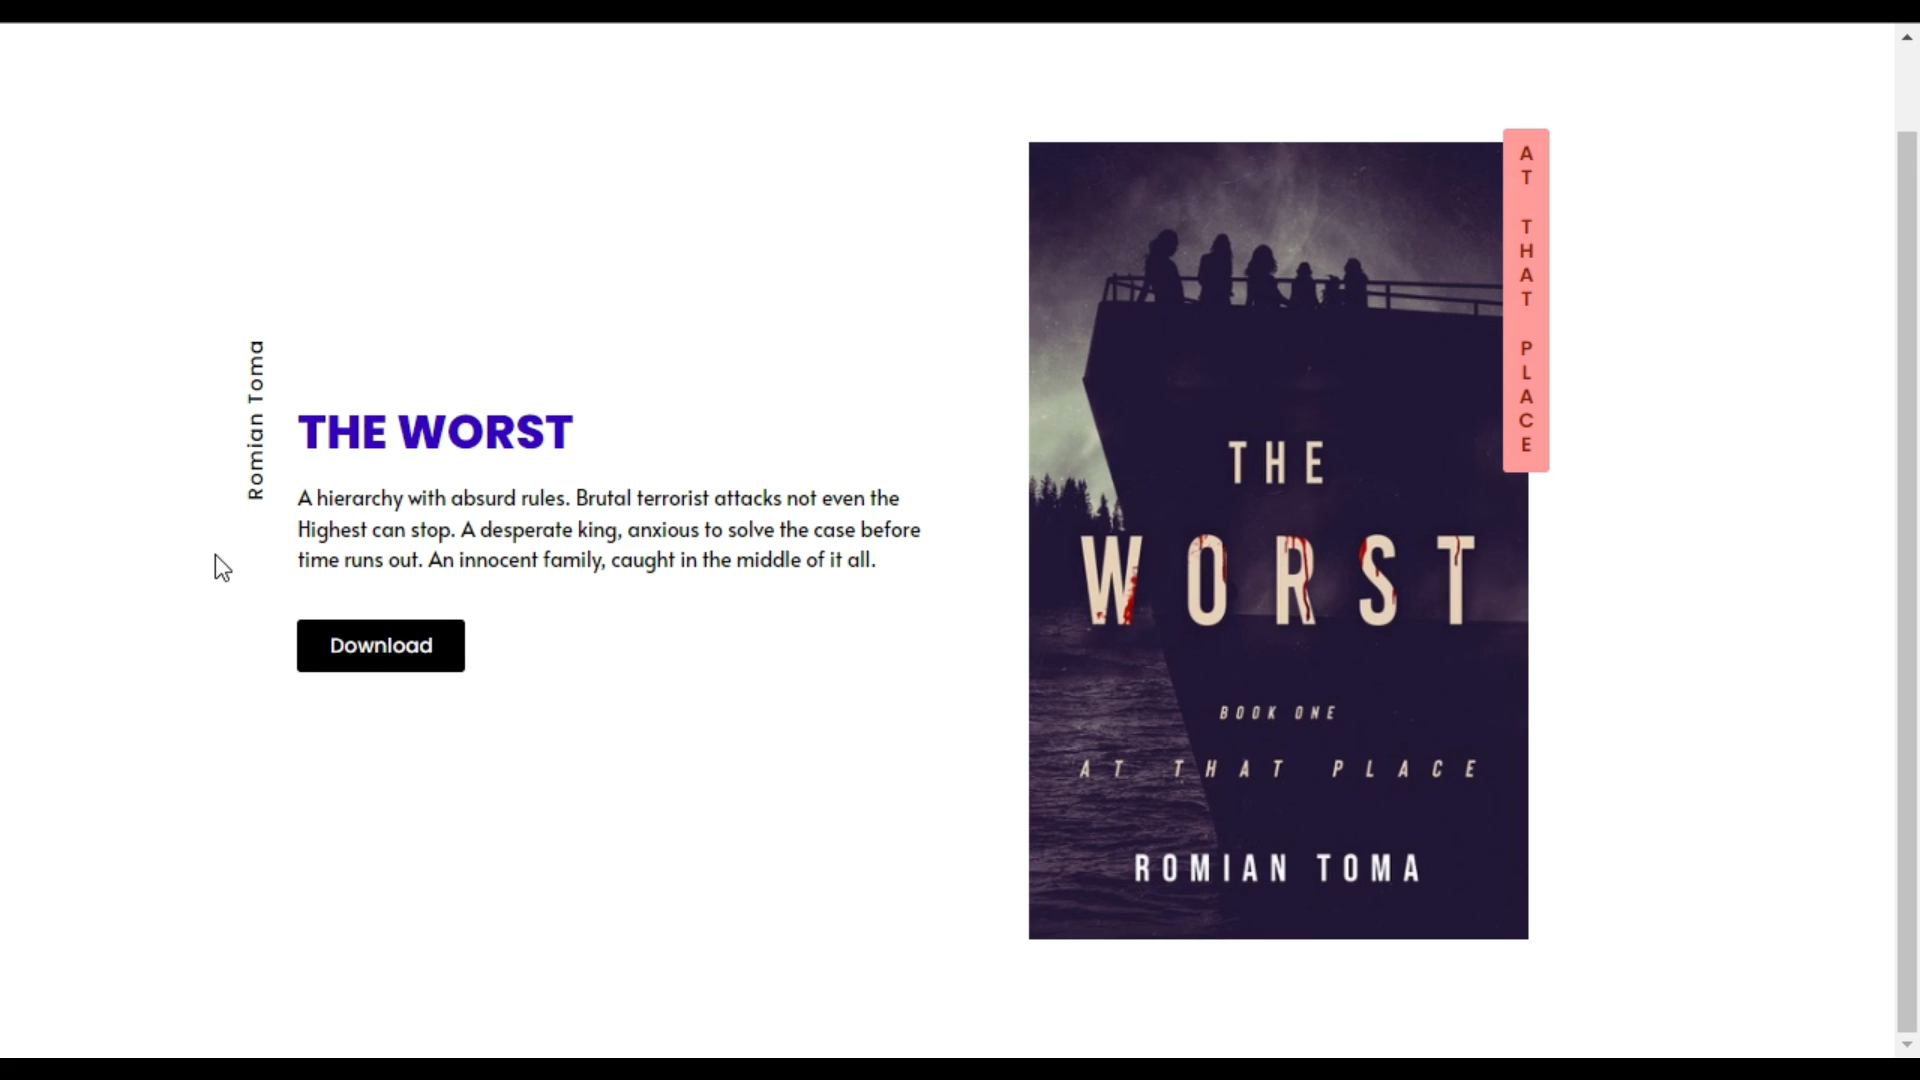 Romian Toma
THE WORST
A hierarchy with absurd rules. Brutal terrorist attacks not even the
Highest can stop. A desperate king, anxious to solve the case before
time runs out. An innocent family, caught in the middle of it all.
Download
AT THAT PLACE
THE
WORST
BOOK ONE
AT THAT PLACE
ROMIAN TOMA